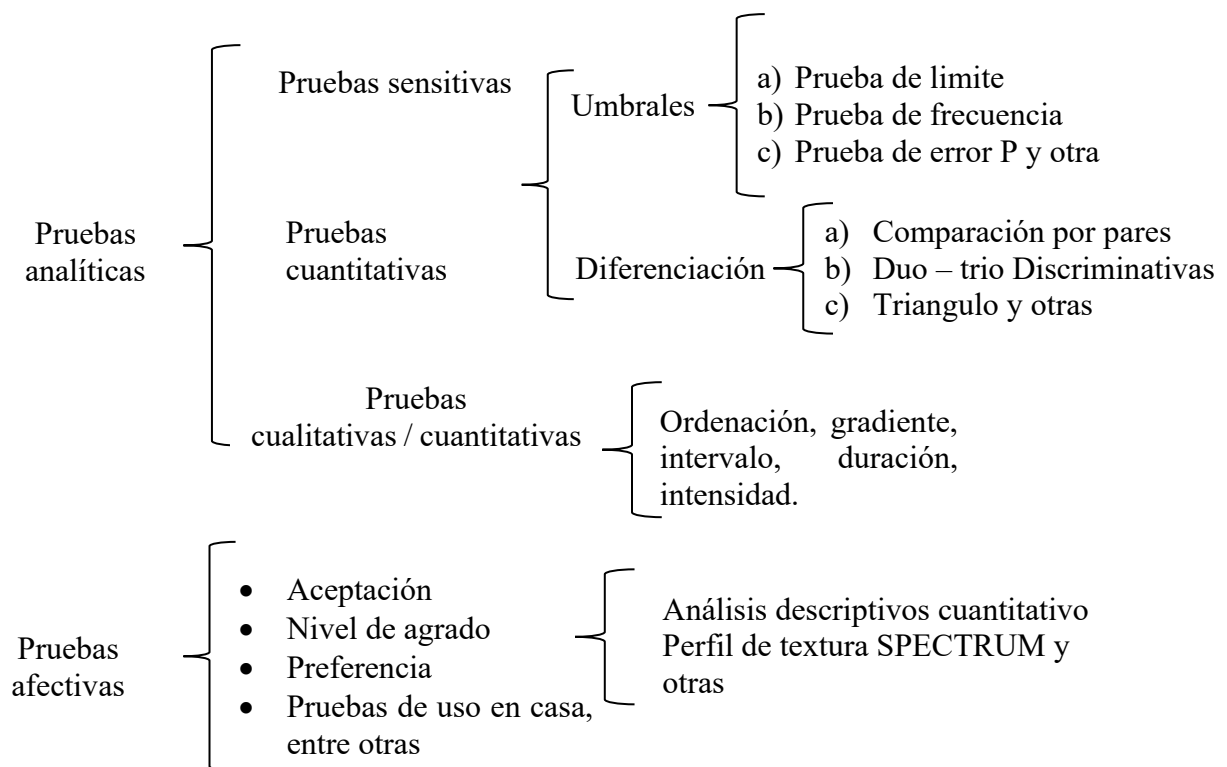 Pruebas
analíticas
Pruebas sensitivas
Pruebas
cuantitativas
Umbrales
a) Prueba de limite
b) Prueba de frecuencia
c) Prueba de error P y otra
Diferenciación
a) Comparación por pares
b) Duo – trio Discriminativas
c) Triangulo y otras
Pruebas
cualitativas / cuantitativas
Ordenación, gradiente,
intervalo, duración,
intensidad.
Pruebas
afectivas
• Aceptación
• Nivel de agrado
• Preferencia
• Pruebas de uso en casa,
entre otras
Análisis descriptivos cuantitativo
Perfil de textura SPECTRUM y
otras